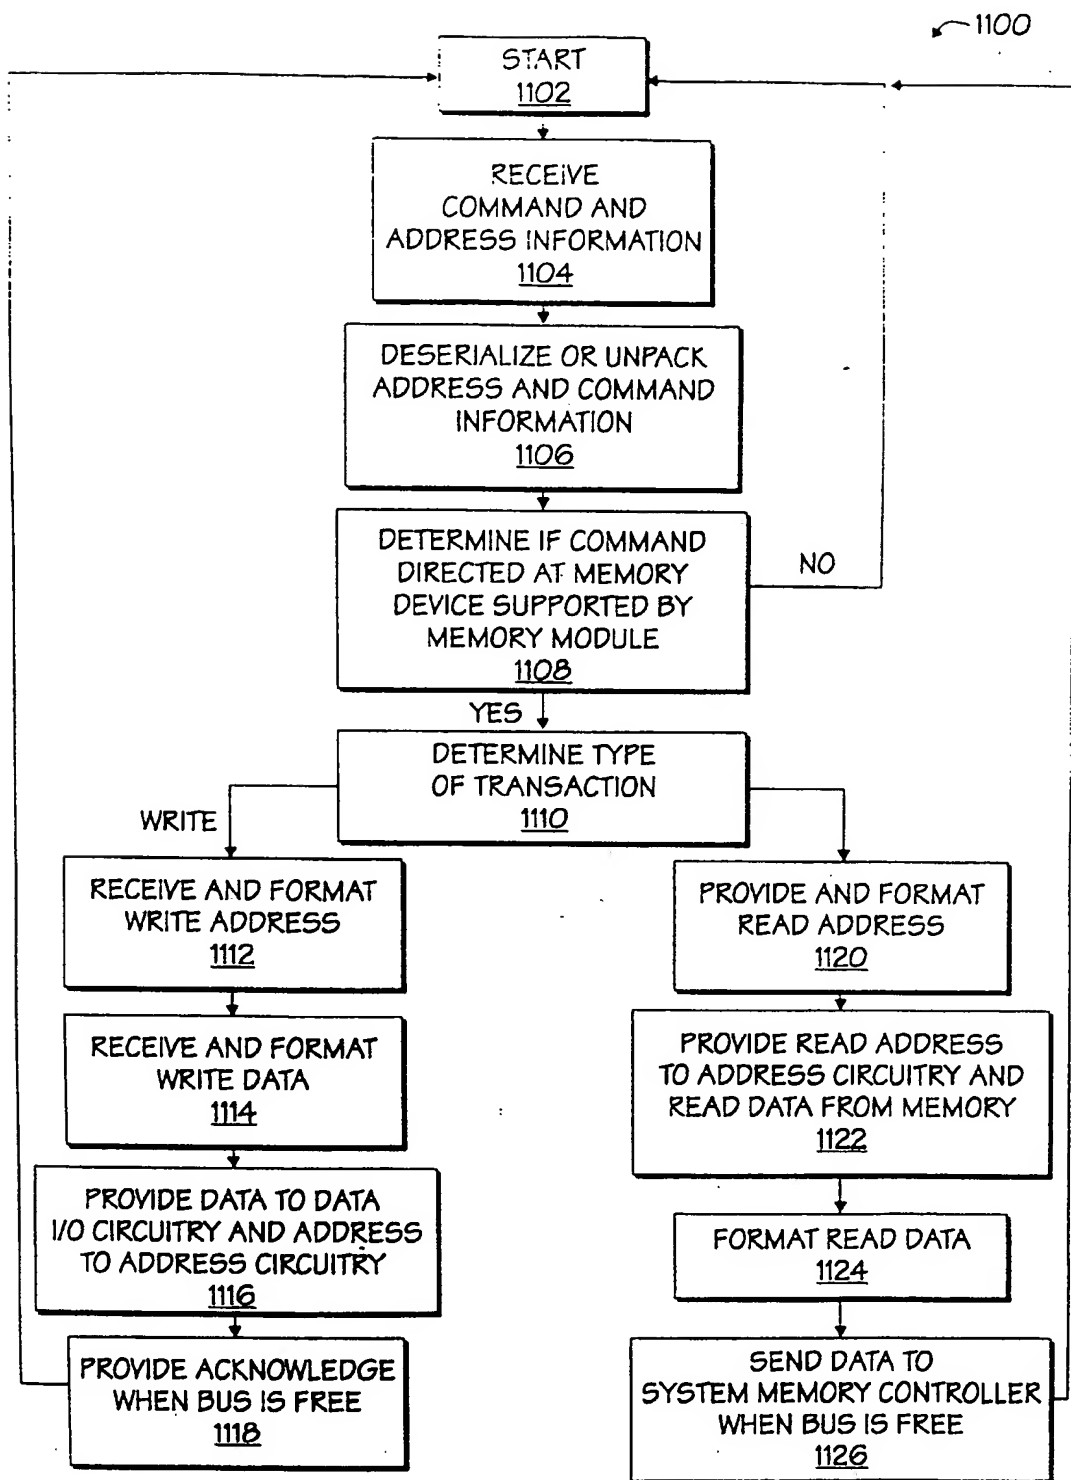 1100
START
1102
RECEIVE
COMMAND AND
ADDRESS INFORMATION
1104
DESERIALIZE OR UNPACK
ADDRESS AND COMMAND
INFORMATION
1106
DETERMINE IF COMMAND
DIRECTED AT MEMORY
DEVICE SUPPORTED BY
MEMORY MODULE
1108
NO
YES
DETERMINE TYPE
OF TRANSACTION
1110
WRITE
RECEIVE AND FORMAT
WRITE ADDRESS
1112
RECEIVE AND FORMAT
WRITE DATA
1114
PROVIDE DATA TO DATA
I/O CIRCUITRY AND ADDRESS
TO ADDRESS CIRCUITRY
1116
PROVIDE ACKNOWLEDGE
WHEN BUS IS FREE
1118
PROVIDE AND FORMAT
READ ADDRESS
1120
PROVIDE READ ADDRESS
TO ADDRESS CIRCUITRY AND
READ DATA FROM MEMORY
1122
FORMAT READ DATA
1124
SEND DATA TO
SYSTEM MEMORY CONTROLLER
WHEN BUS IS FREE
1126